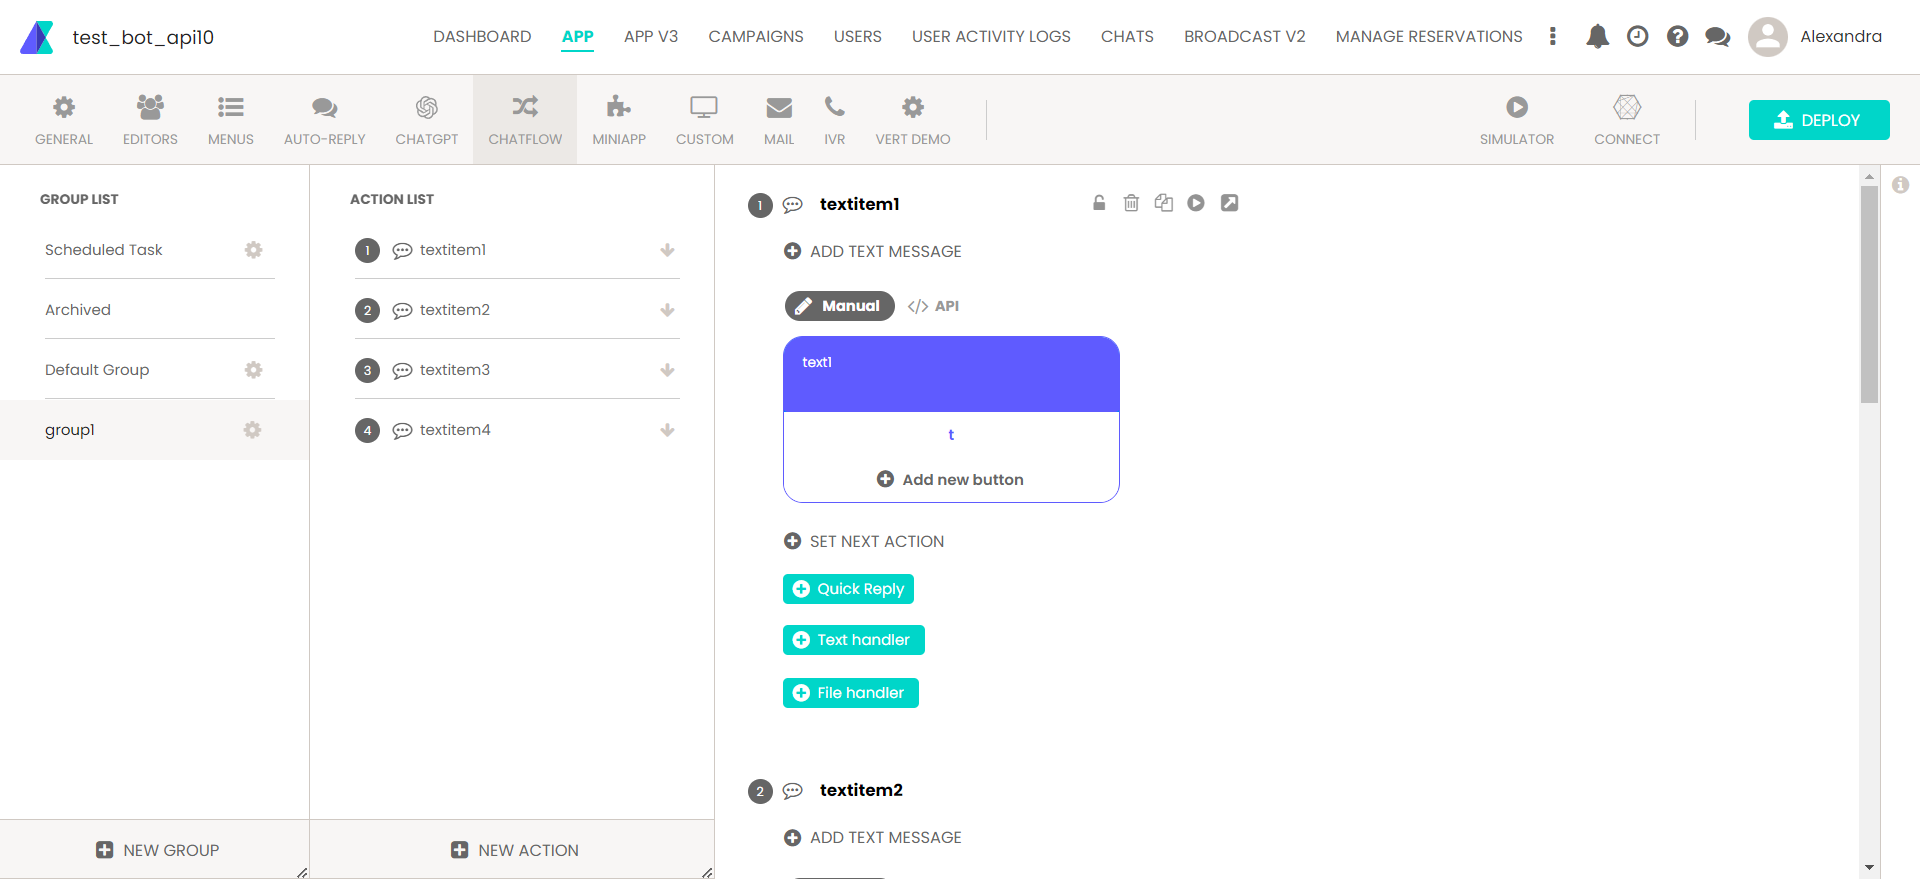 test_bot_api10
DASHBOARD APP APP V3 CAMPAIGNS USERS USER ACTIVITY LOGS CHATS BROADCAST V2 MANAGE RESERVATIONS Alexandra
GENERAL EDITORS MENUS AUTO-REPLY CHATGPT CHATFLOW MINIAPP CUSTOM MAIL IVR VERT DEMO SIMULATOR CONNECT DEPLOY
GROUP LIST
Scheduled Task
Archived
Default Group
group1
NEW GROUP
ACTION LIST
1 textitem1
2 textitem2
3 textitem3
4 textitem4
NEW ACTION
1 textitem1
ADD TEXT MESSAGE
Manual </> API
text1
t
Add new button
SET NEXT ACTION
Quick Reply
Text handler
File handler
2 textitem2
ADD TEXT MESSAGE